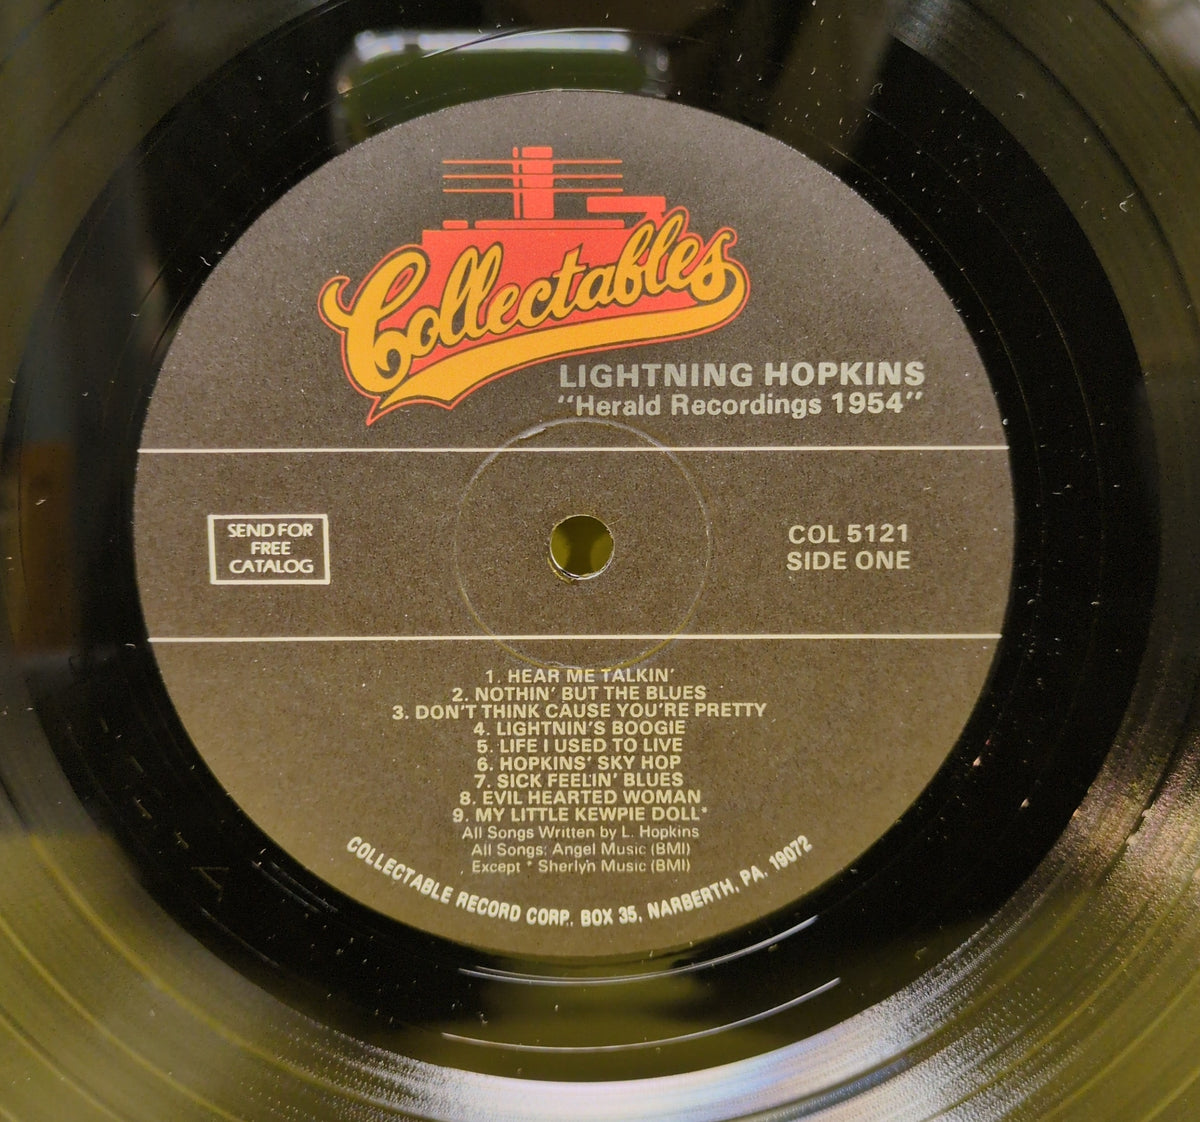 Collectables
LIGHTNING HOPKINS
"Herald Recordings 1954"
SEND FOR
FREE
CATALOG
COL 5121
SIDE ONE
1. HEAR ME TALKIN'
2. NOTHIN' BUT THE BLUES
3. DON'T THINK CAUSE YOU'RE PRETTY
4. LIGHTNIN'S BOOGIE
5. LIFE I USED TO LIVE
6. HOPKINS' SKY HOP
7. SICK FEELIN' BLUES
8. EVIL HEARTED WOMAN
9. MY LITTLE KEWPIE DOLL*
All Songs Written by L. Hopkins
All Songs: Angel Music (BMI)
Except * Sherlyn Music (BMI)
COLLECTABLE RECORD CORP., BOX 35, NARBERTH, PA. 19072